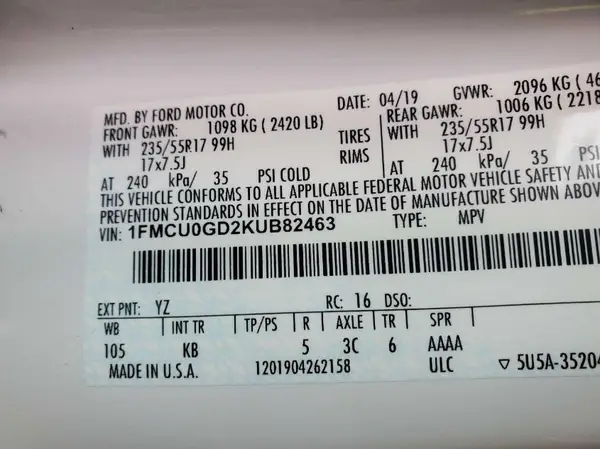 MFD. BY FORD MOTOR CO. DATE: 04/19 GVWR: 2096 KG ( 46
FRONT GAWR: 1098 KG ( 2420 LB) REAR GAWR: 1006 KG ( 2218
WITH 235/55R17 99H TIRES WITH 235/55R17 99H
17x7.5J RIMS 17x7.5J
AT 240 kPa/ 35 PSI COLD AT 240 kPa/ 35 PSI
THIS VEHICLE CONFORMS TO ALL APPLICABLE FEDERAL MOTOR VEHICLE SAFETY AND
PREVENTION STANDARDS IN EFFECT ON THE DATE OF MANUFACTURE SHOWN ABOV
VIN: 1FMCU0GD2KUB82463 TYPE: MPV
EXT PNT: YZ RC: 16 DSO:
WB INT TR TP/PS R AXLE TR SPR
105 KB 5 3C 6 AAAA
MADE IN U.S.A. 1201904262158 ULC ▽ 5U5A-35204